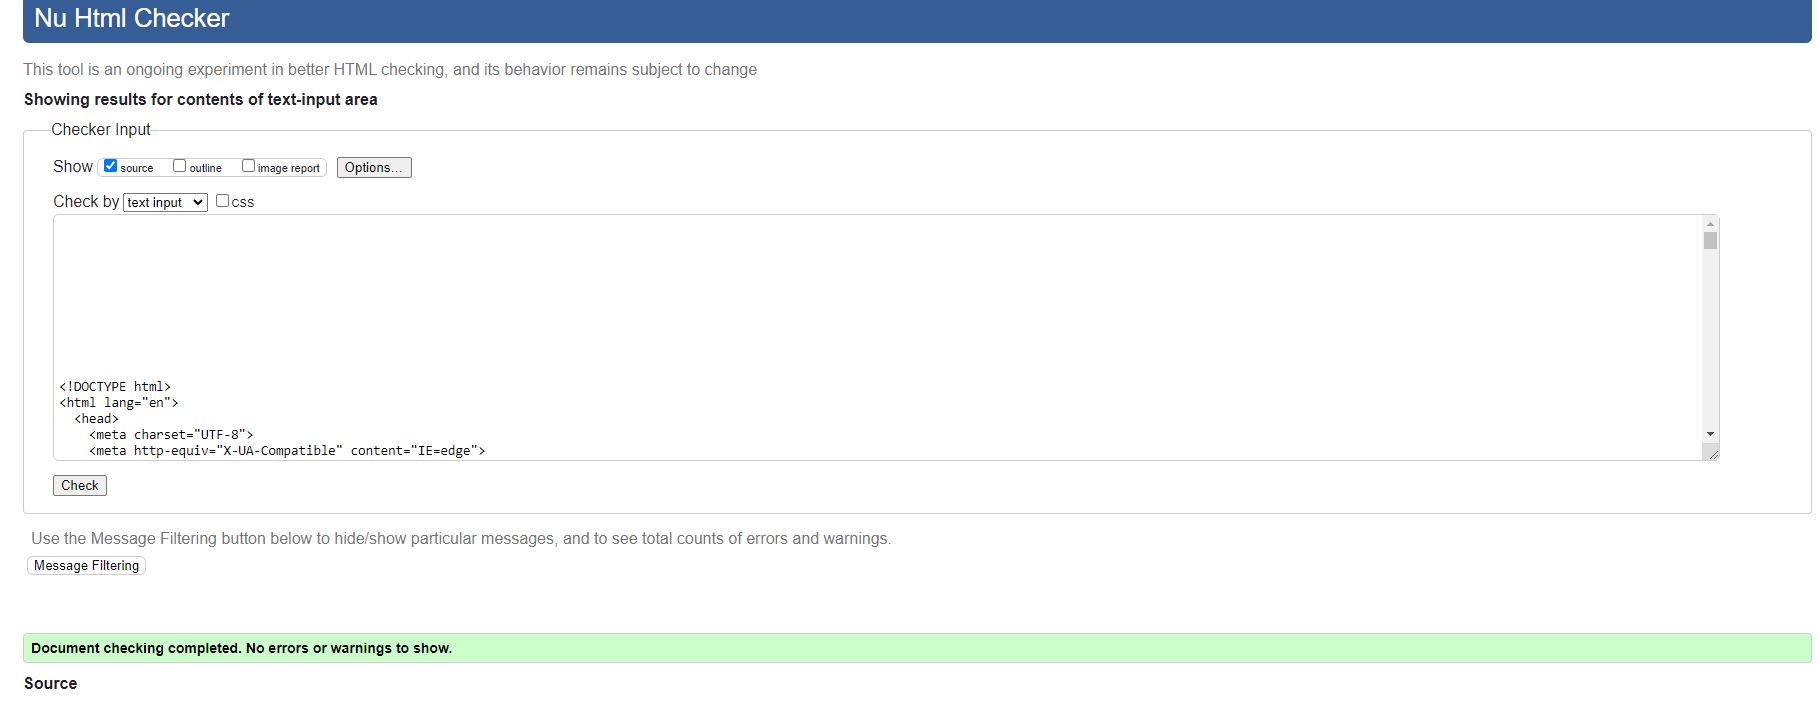 Nu Html Checker
This tool is an ongoing experiment in better HTML checking, and its behavior remains subject to change
Showing results for contents of text-input area
Checker Input
Show source outline image report Options...
Check by text input css
<!DOCTYPE html>
<html lang="en">
<head>
<meta charset="UTF-8">
<meta http-equiv="X-UA-Compatible" content="IE=edge">
Check
Use the Message Filtering button below to hide/show particular messages, and to see total counts of errors and warnings.
Message Filtering
Document checking completed. No errors or warnings to show.
Source